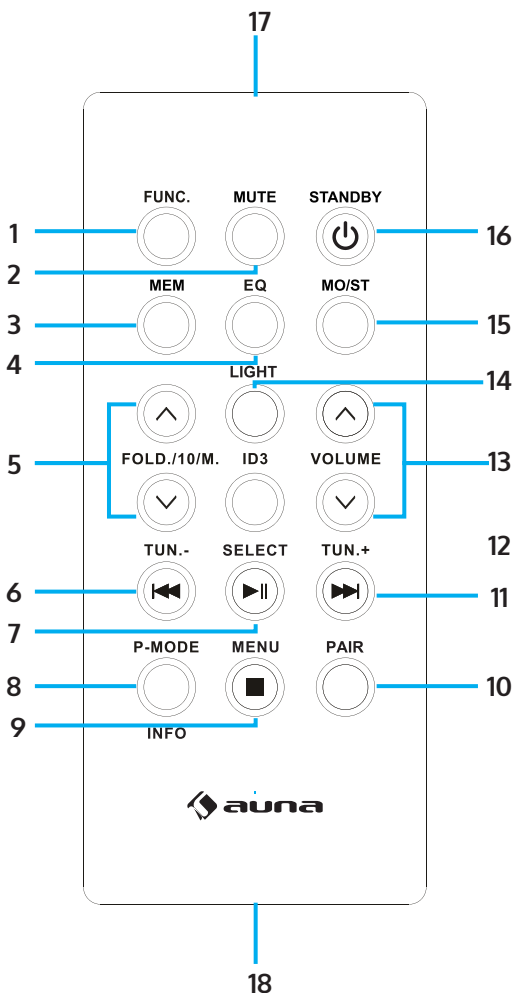 17
FUNC. MUTE STANDBY
1
16
2
MEM EQ MO/ST
3
15
4
LIGHT
14
5 FOLD./10/M. ID3 VOLUME 13
TUN.- SELECT TUN.+
12
6
11
7
P-MODE MENU PAIR
8
10
9
INFO
auna
18